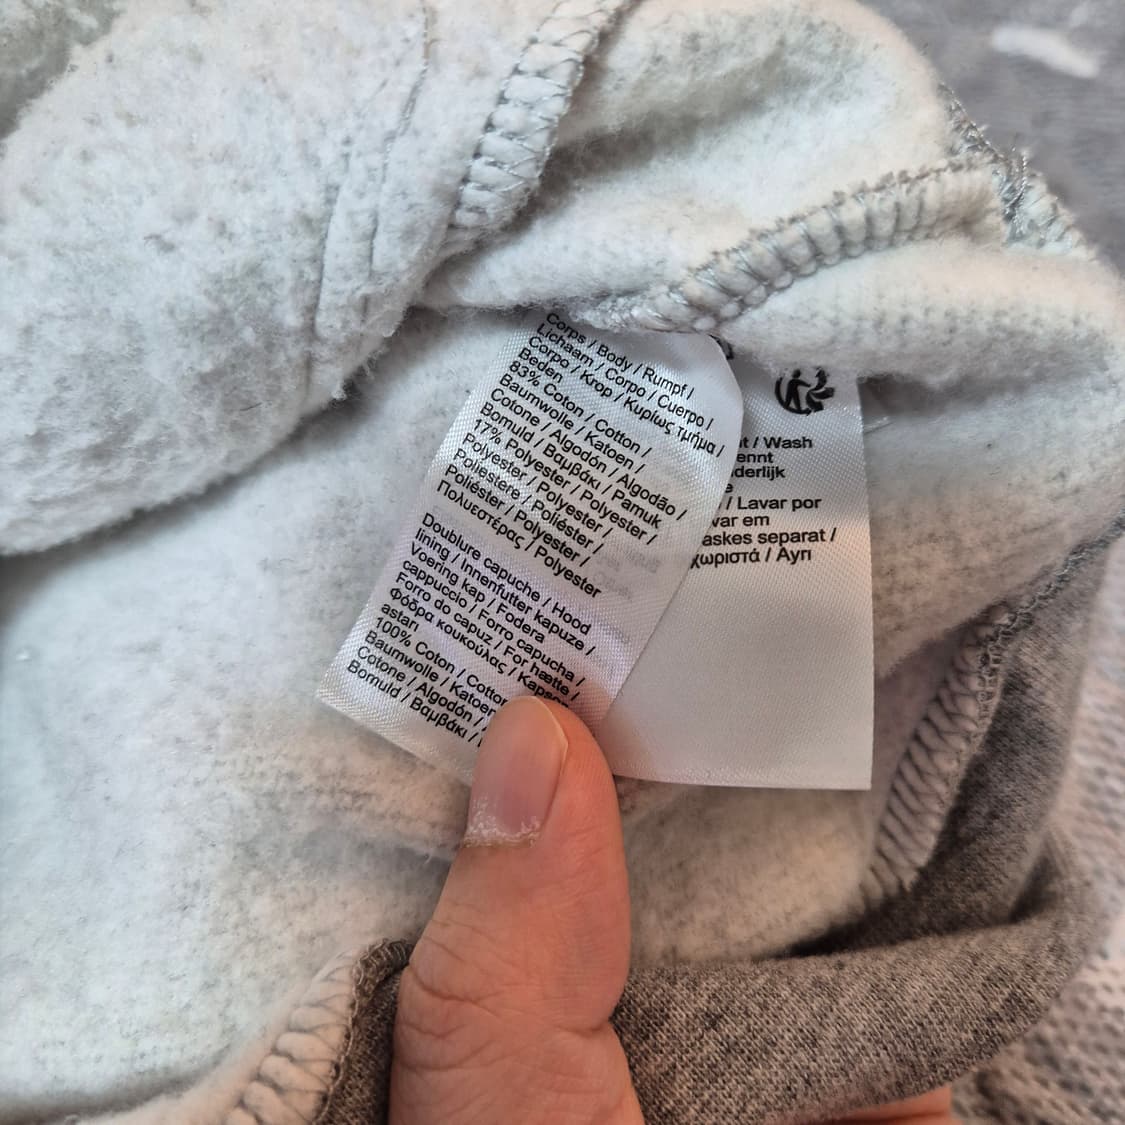 Corps / Body / Rumpf /
Lichaam / Corpo / Cuerpo /
Corpo / Krop / Κυρίως τμήμα /
Beden
83% Coton / Cotton /
Baumwolle / Katoen /
Cotone / Algodón / Algodão /
Bomuld / Βαμβάκι / Pamuk
17% Polyester / Polyester /
Polyester / Polyester /
Poliestere / Poliéster /
Poliéster / Polyester /
Πολυεστέρας / Polyester
Doublure capuche / Hood
lining / Innenfutter kapuze /
Voering kap / Fodera
cappuccio / Forro capucha /
Forro do capuz / For hætte /
Φόδρα κουκούλας / Kapşon
astarı
100% Coton / Cotton
Baumwolle / Katoen
Cotone / Algodón /
Bomuld / Βαμβάκι /
t / Wash
ennt
derlijk
e
/ Lavar por
var em
askes separat /
χωριστά / Ayrı